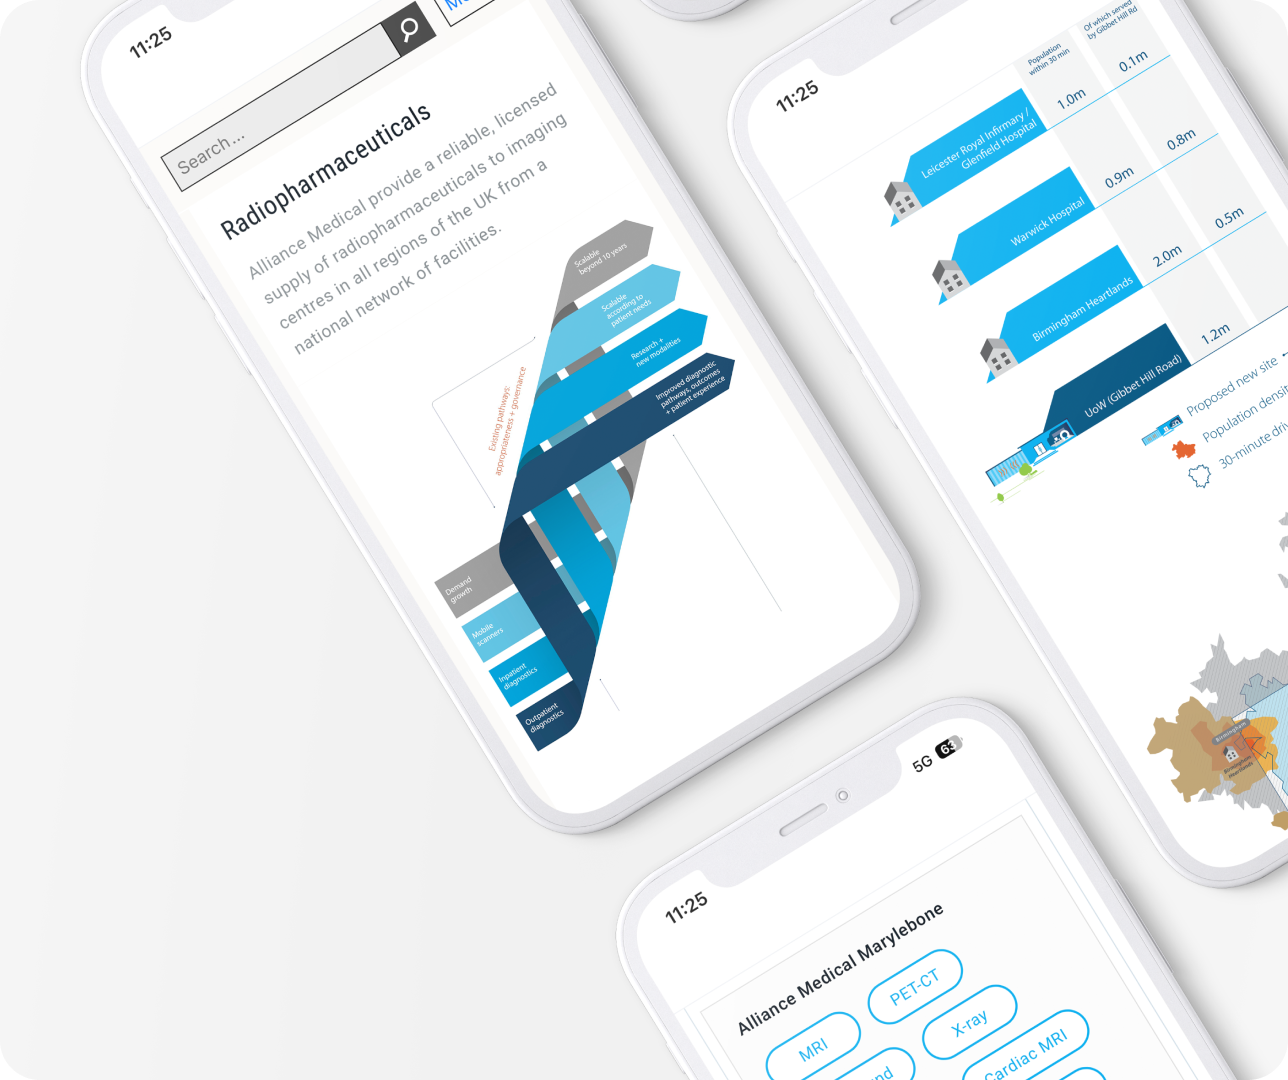 11:25
Search...
Radiopharmaceuticals
Alliance Medical provide a reliable, licensed
supply of radiopharmaceuticals to imaging
centres in all regions of the UK from a
national network of facilities.
Scalable
beyond 10 years
Scalable
according to
patient needs
Research +
new modalities
Improved diagnostic
pathways, outcomes
+ patient experience
Existing pathways:
appropriateness + governance
Demand
growth
Mobile
scanners
Inpatient
diagnostics
Outpatient
diagnostics
11:25
Population
within 30 min
Of which served
by Gibbet Hill Rd
Leicester Royal Infirmary /
Glenfield Hospital
1.0m
0.1m
Warwick Hospital
0.9m
0.8m
Birmingham Heartlands
2.0m
0.5m
UoW (Gibbet Hill Road)
1.2m
Proposed new site
Population
30-minute
Birmingham
Birmingham
Heartlands
11:25
5G
63
Alliance Medical Marylebone
MRI
PET-CT
X-ray
Cardiac MRI